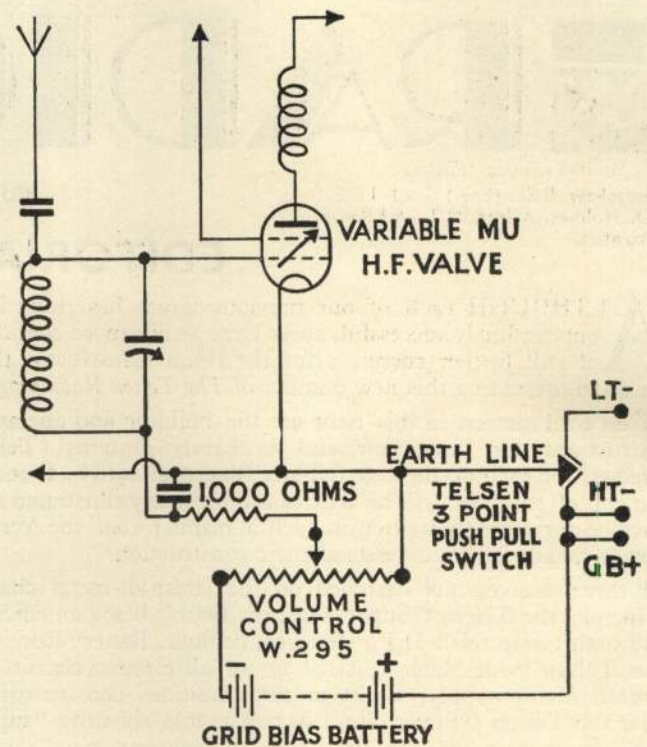 VARIABLE MU
H.F. VALVE
LT-
EARTH LINE
1,000 OHMS
TELSEN
3 POINT
PUSH PULL
SWITCH
HT-
GB+
VOLUME
CONTROL
W.295
- +
GRID BIAS BATTERY